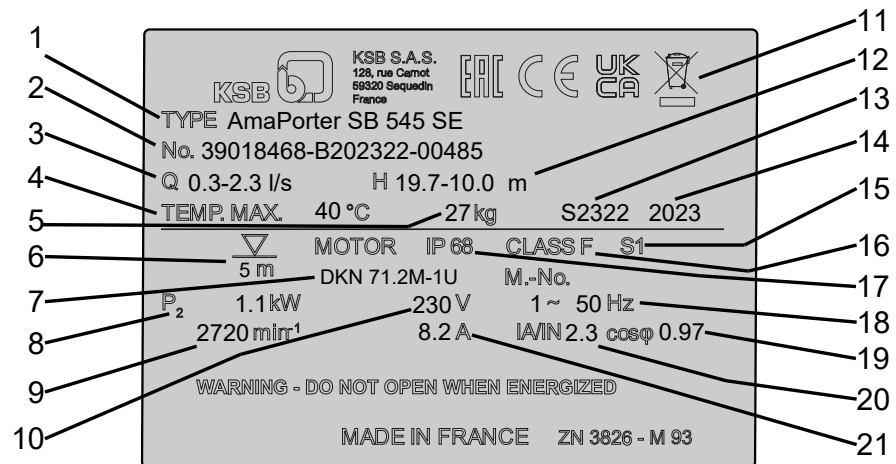 1
2
3
4
5
6
7
8
9
10
11
12
13
14
15
16
17
18
19
20
21
KSB
KSB S.A.S.
128, rue Carnot
59320 Sequedin
France
EAC CE UK
CA
TYPE AmaPorter SB 545 SE
No. 39018468-B202322-00485
Q 0.3-2.3 l/s H 19.7-10.0 m
TEMP. MAX. 40 °C 27 kg S2322 2023
5 m MOTOR IP 68 CLASS F S1
DKN 71.2M-1U M.-No.
P2 1.1 kW 230 V 1~ 50 Hz
2720 min-1 8.2 A IA/IN 2.3 cosφ 0.97
WARNING - DO NOT OPEN WHEN ENERGIZED
MADE IN FRANCE ZN 3826 - M 93